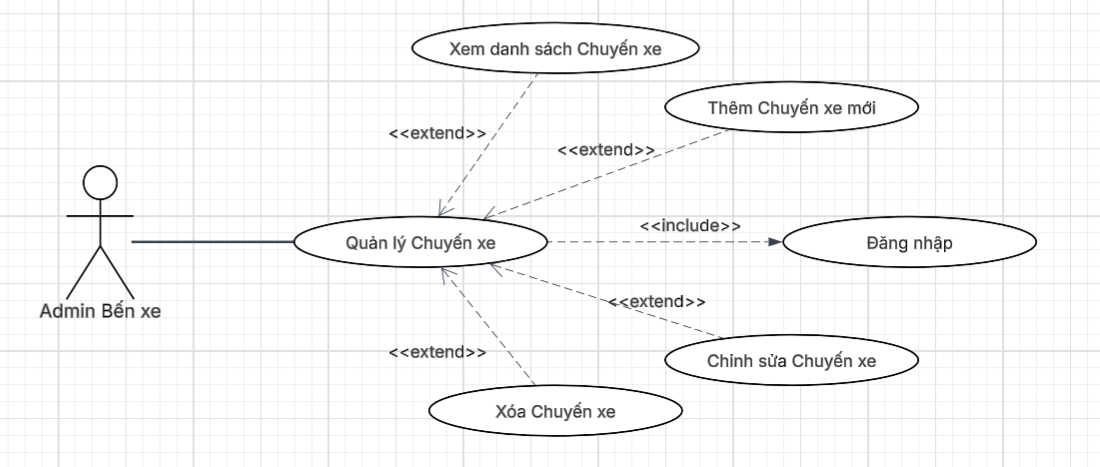 Xem danh sách Chuyến xe
Thêm Chuyến xe mới
<<extend>>
<<extend>>
<<include>>
Quản lý Chuyến xe
Đăng nhập
Admin Bến xe
<<extend>>
<<extend>>
Chỉnh sửa Chuyến xe
Xóa Chuyến xe